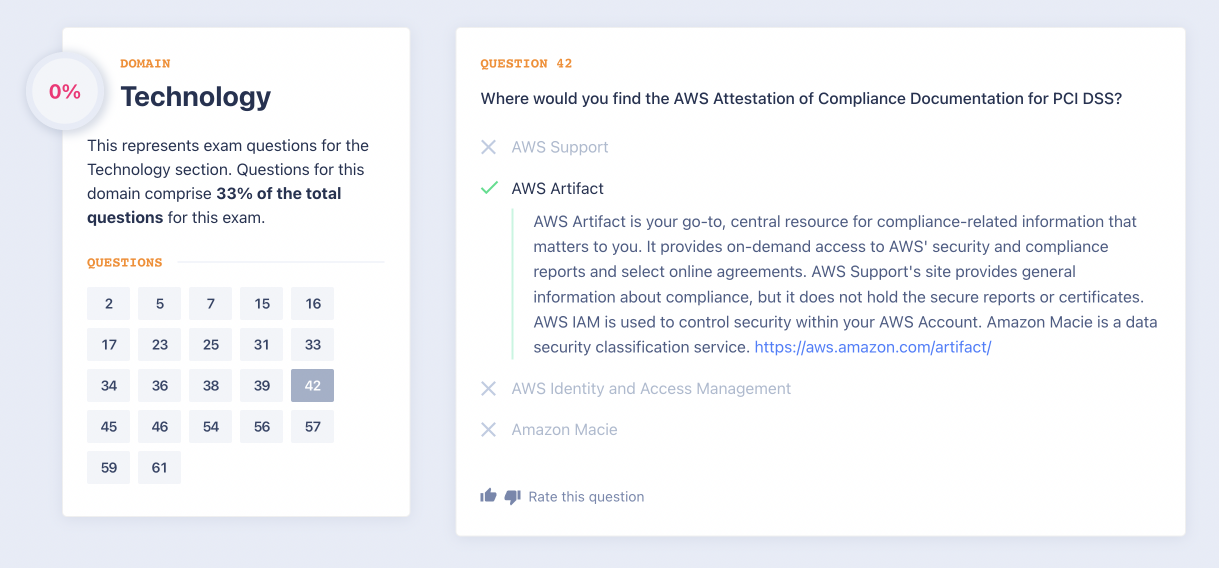 0%
DOMAIN
Technology
This represents exam questions for the
Technology section. Questions for this
domain comprise 33% of the total
questions for this exam.
QUESTIONS
2 5 7 15 16
17 23 25 31 33
34 36 38 39 42
45 46 54 56 57
59 61
QUESTION 42
Where would you find the AWS Attestation of Compliance Documentation for PCI DSS?
AWS Support
AWS Artifact
AWS Artifact is your go-to, central resource for compliance-related information that
matters to you. It provides on-demand access to AWS' security and compliance
reports and select online agreements. AWS Support's site provides general
information about compliance, but it does not hold the secure reports or certificates.
AWS IAM is used to control security within your AWS Account. Amazon Macie is a data
security classification service. https://aws.amazon.com/artifact/
AWS Identity and Access Management
Amazon Macie
Rate this question